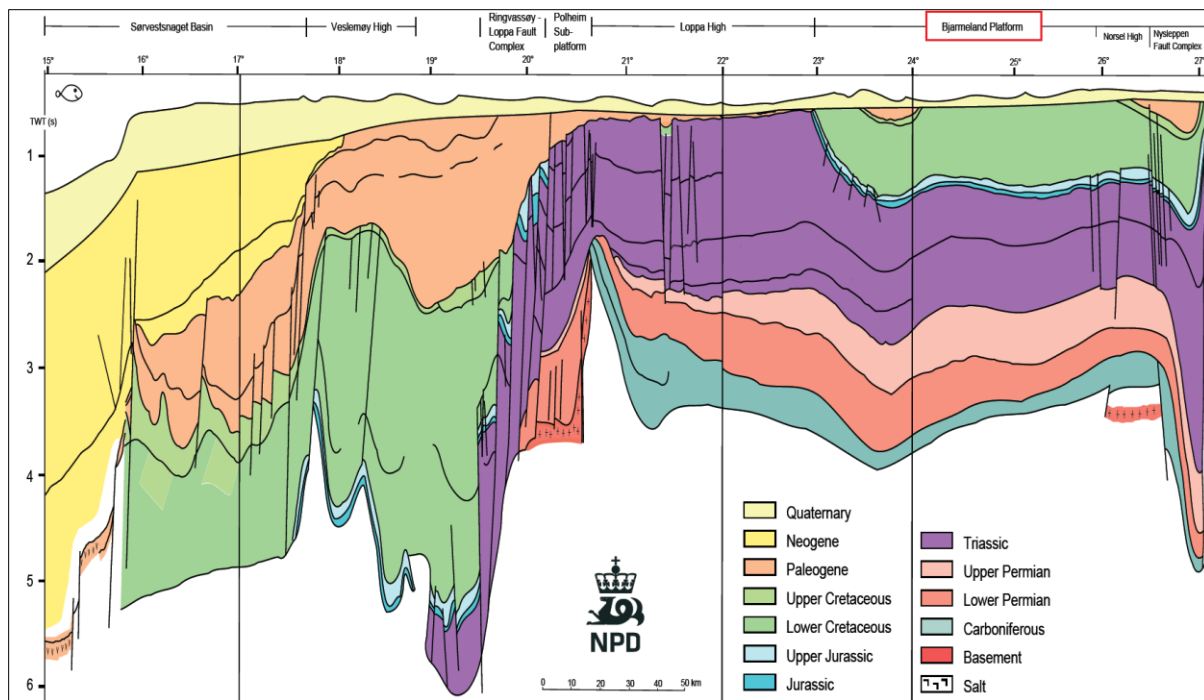 Sørvestsnaget Basin
Veslemøy High
Ringvassøy -
Loppa Fault
Complex
Polheim
Sub-
platform
Loppa High
Bjarmeland Platform
Norsel High
Nysleppen
Fault Complex
15°
16°
17°
18°
19°
20°
21°
22°
23°
24°
25°
26°
27°
TWT (s)
1
2
3
4
5
6
Quaternary
Neogene
Paleogene
Upper Cretaceous
Lower Cretaceous
Upper Jurassic
Jurassic
Triassic
Upper Permian
Lower Permian
Carboniferous
Basement
Salt
NPD
0 10 20 30 40 50 km